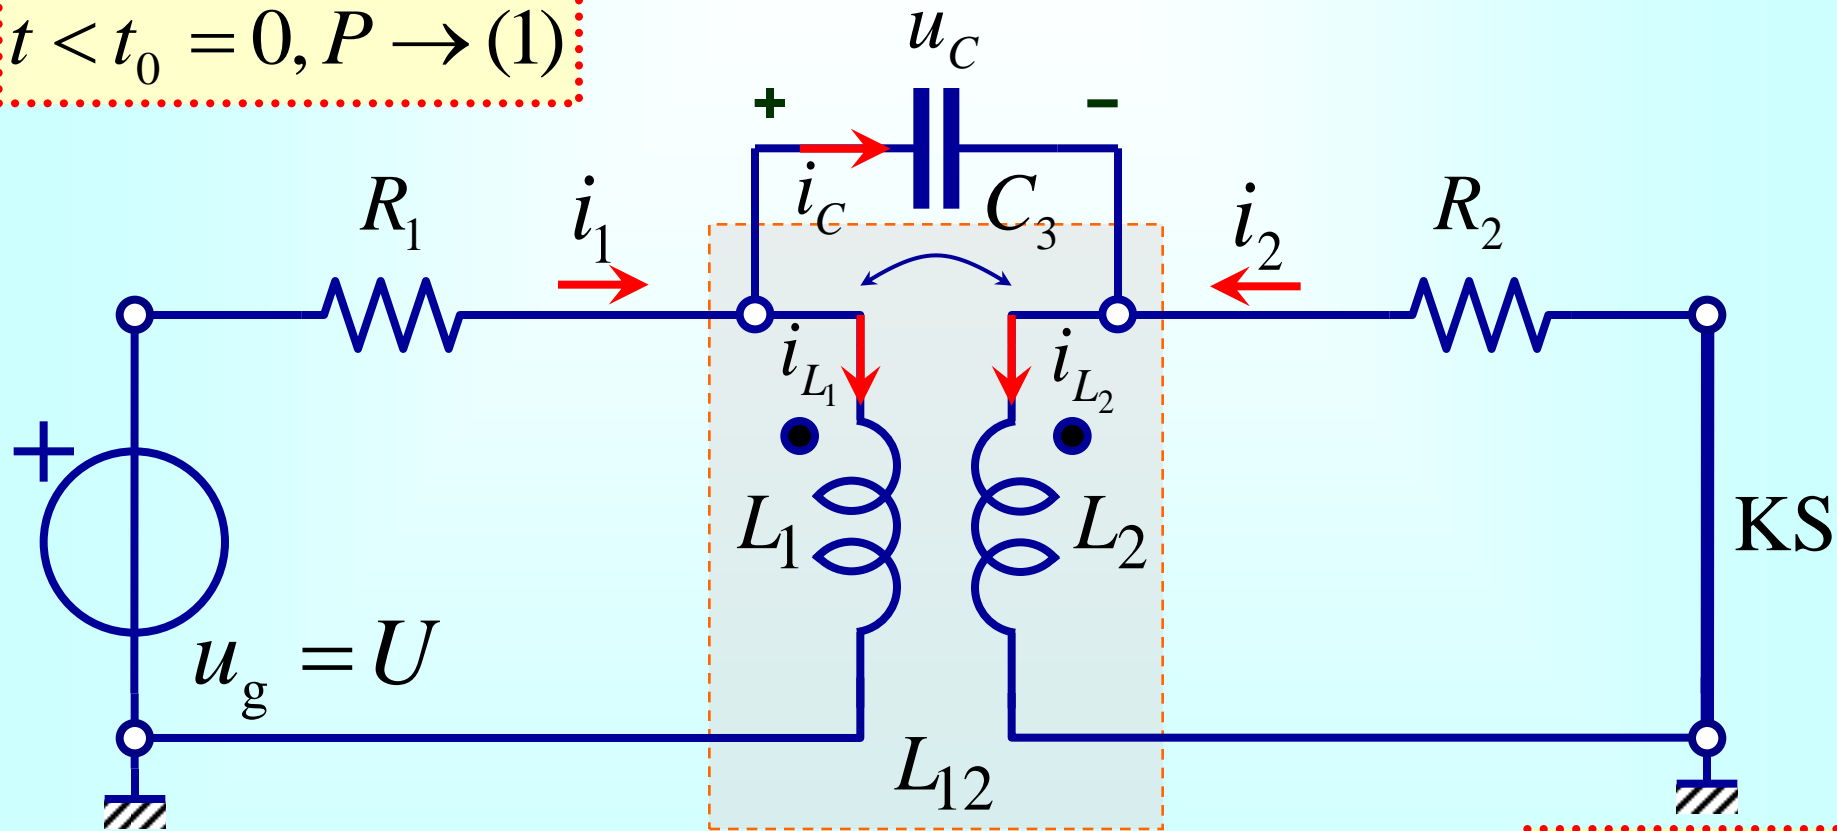 t < t₀ = 0, P → (1)
u_C
+ −
i_C
C₃
R₁
i₁
i₂
R₂
i_L₁
i_L₂
+
L₁
L₂
KS
u_g = U
L₁₂